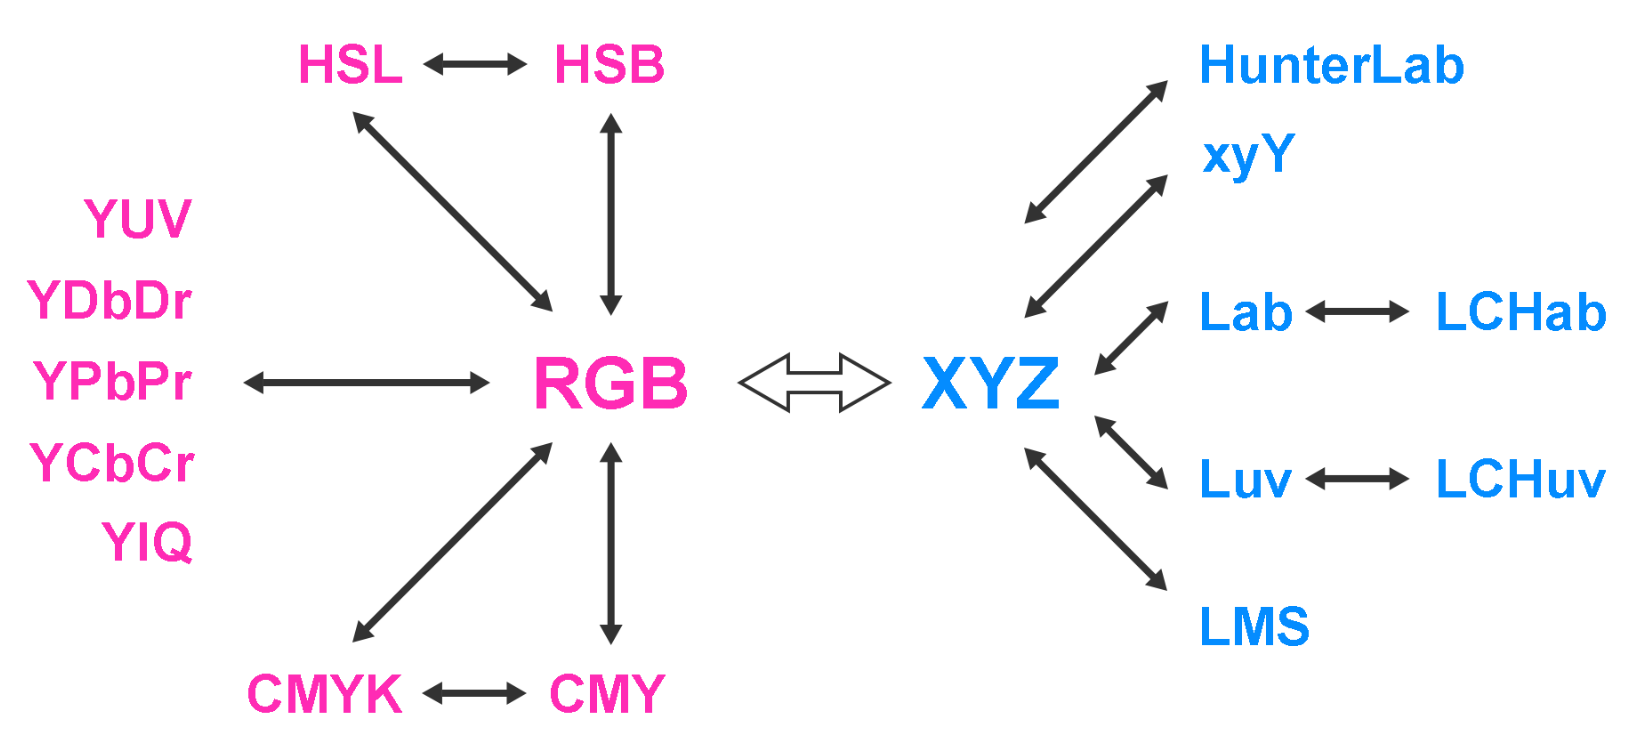 HSL
HSB
HunterLab
xyY
YUV
YDbDr
YPbPr
YCbCr
YIQ
RGB
XYZ
Lab
LCHab
Luv
LCHuv
LMS
CMYK
CMY